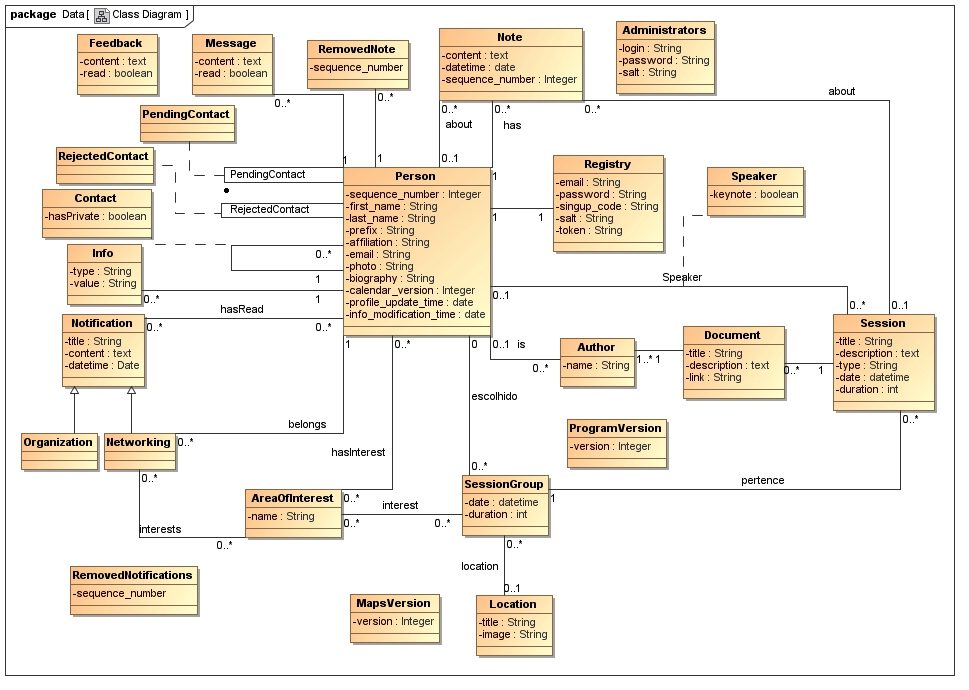 package Data[ Class Diagram ]
Feedback
-content : text
-read : boolean
Message
-content : text
-read : boolean
0..*
RemovedNote
-sequence_number
0..*
Note
-content : text
-datetime : date
-sequence_number : Integer
0..*
about
0..*
has
0..*
about
Administrators
-login : String
-password : String
-salt : String
PendingContact
RejectedContact
Contact
-hasPrivate : boolean
PendingContact
RejectedContact
1
1
0..1
1
Person
-sequence_number : Integer
-first_name : String
-last_name : String
-prefix : String
-affiliation : String
-email : String
-photo : String
-biography : String
-calendar_version : Integer
-profile_update_time : date
-info_modification_time : date
0..*
1
1
0..*
1
1
Registry
-email : String
-password : String
-singup_code : String
-salt : String
-token : String
Speaker
-keynote : boolean
Speaker
0..1
0..*
0..1
Info
-type : String
-value : String
0..*
hasRead
Notification
-title : String
-content : text
-datetime : Date
0..*
1
0..*
0
0..1
is
0..*
Author
-name : String
1..*
1
Document
-title : String
-description : text
-link : String
0..*
1
Session
-title : String
-description : text
-type : String
-date : datetime
-duration : int
0..*
escolhido
belongs
hasInterest
Organization
Networking
0..*
0..*
interests
0..*
ProgramVersion
-version : Integer
0..*
SessionGroup
-date : datetime
-duration : int
1
pertence
AreaOfInterest
-name : String
0..*
0..*
interest
0..*
0..*
location
0..1
RemovedNotifications
-sequence_number
MapsVersion
-version : Integer
Location
-title : String
-image : String